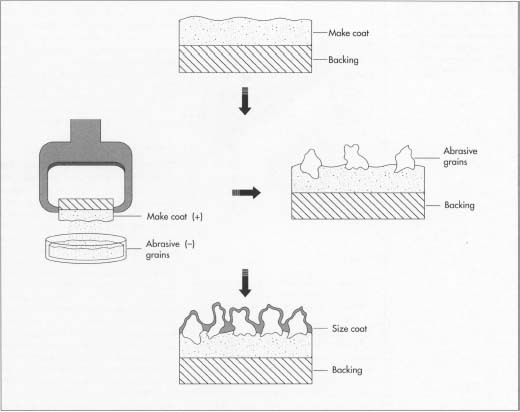 Make coat
Backing
Make coat (+)
Abrasive (–)
grains
Abrasive
grains
Backing
Size coat
Backing